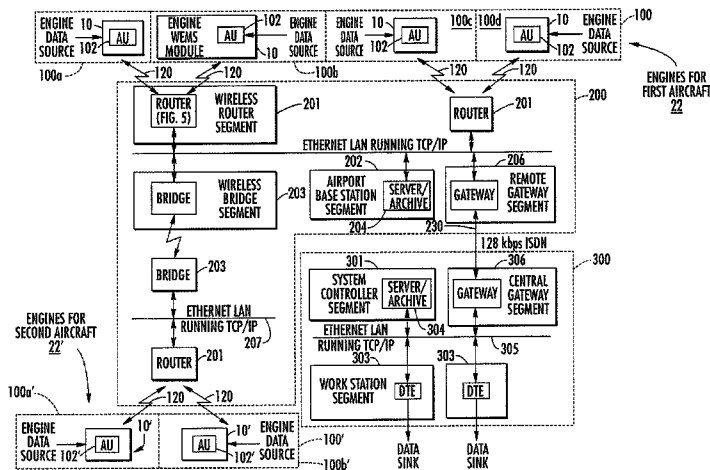 ENGINE DATA SOURCE
10
102
AU
100a
ENGINE WEMS MODULE
102
AU
10
ENGINE DATA SOURCE
100b
ENGINE DATA SOURCE
10
102
AU
100c
100d
10
AU
102
ENGINE DATA SOURCE
100
120
120
120
120
ENGINES FOR FIRST AIRCRAFT 22
200
ROUTER (FIG. 5)
WIRELESS ROUTER SEGMENT
201
ROUTER
201
ETHERNET LAN RUNNING TCP/IP
202
206
BRIDGE
WIRELESS BRIDGE SEGMENT
203
AIRPORT BASE STATION SEGMENT
SERVER/ARCHIVE
204
GATEWAY
REMOTE GATEWAY SEGMENT
230
128 kbps ISDN
BRIDGE
203
301
306
300
SYSTEM CONTROLLER SEGMENT
SERVER/ARCHIVE
304
GATEWAY
CENTRAL GATEWAY SEGMENT
ENGINES FOR SECOND AIRCRAFT 22'
ETHERNET LAN RUNNING TCP/IP
207
ETHERNET LAN RUNNING TCP/IP
305
ROUTER
201
303
303
WORK STATION SEGMENT
DTE
DTE
120
120
100a'
ENGINE DATA SOURCE
10'
AU
102'
10'
AU
102'
ENGINE DATA SOURCE
100'
100b'
DATA SINK
DATA SINK